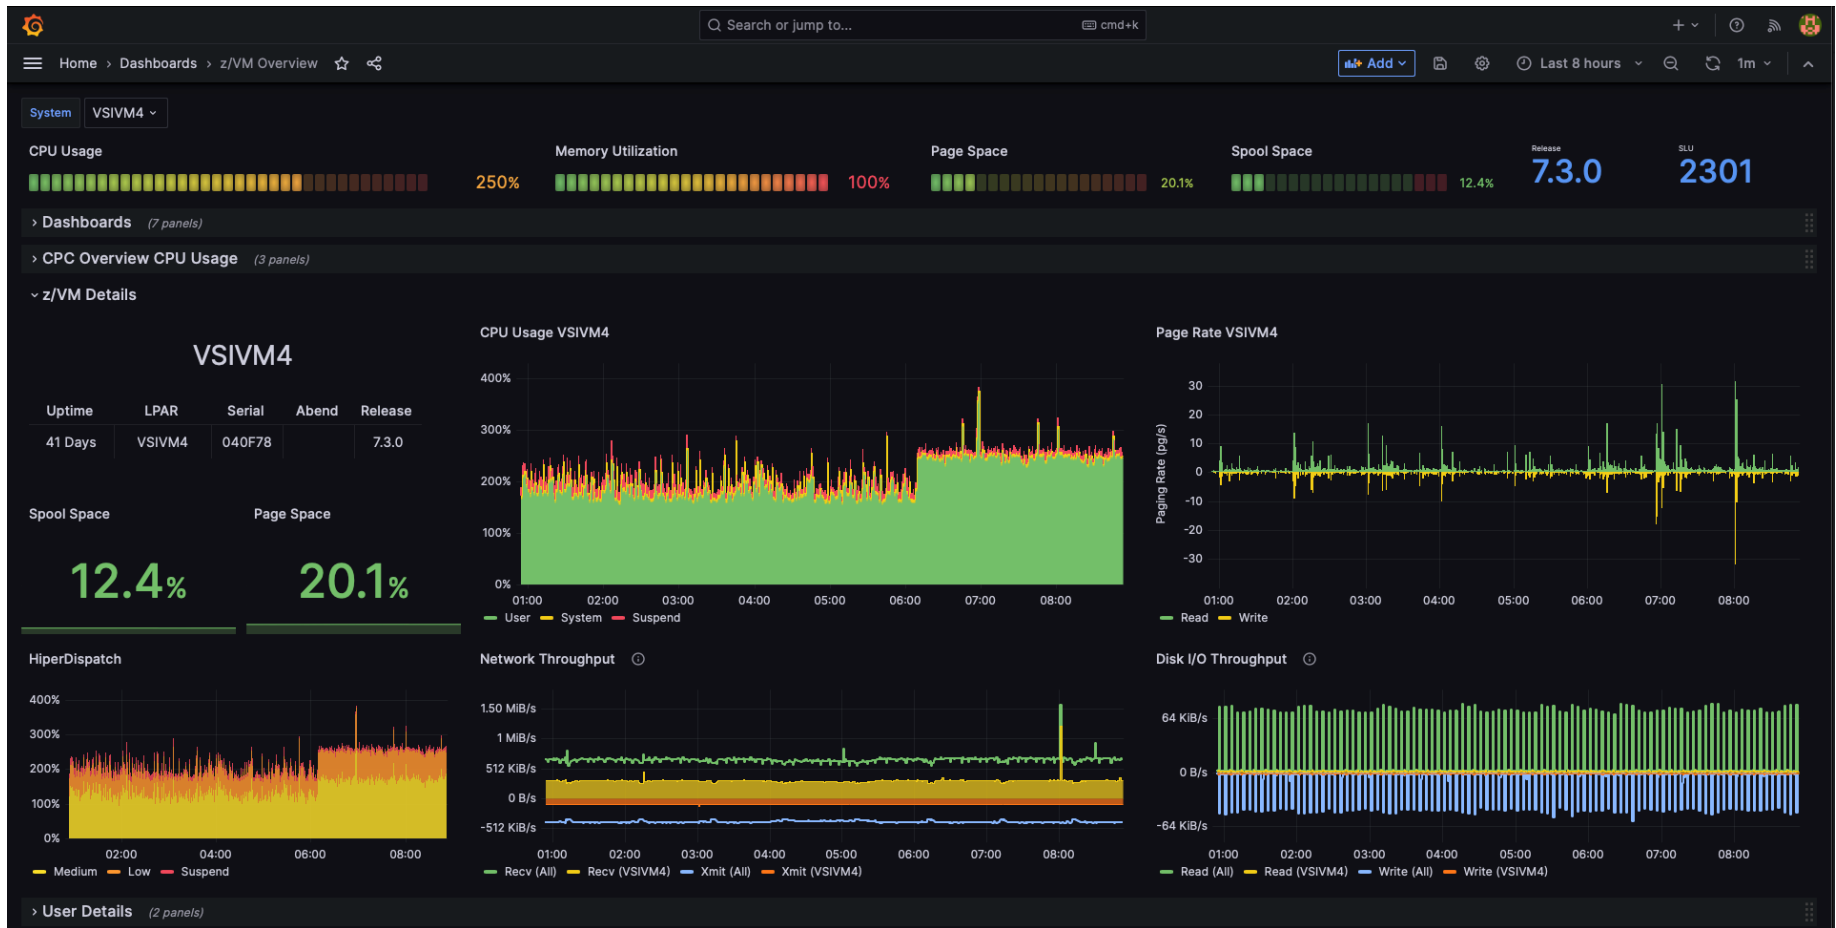 Search or jump to... cmd+k
Home › Dashboards › z/VM Overview Add Last 8 hours 1m
System VSIVM4
CPU Usage Memory Utilization Page Space Spool Space Release SLU
250% 100% 20.1% 12.4% 7.3.0 2301
Dashboards (7 panels)
CPC Overview CPU Usage (3 panels)
z/VM Details
VSIVM4
Uptime LPAR Serial Abend Release
41 Days VSIVM4 040F78 7.3.0
Spool Space Page Space
12.4% 20.1%
CPU Usage VSIVM4
400%
300%
200%
100%
0%
01:00 02:00 03:00 04:00 05:00 06:00 07:00 08:00
User System Suspend
Page Rate VSIVM4
Paging Rate (pg/s)
30
20
10
0
-10
-20
-30
01:00 02:00 03:00 04:00 05:00 06:00 07:00 08:00
Read Write
HiperDispatch
400%
300%
200%
100%
0%
02:00 04:00 06:00 08:00
Medium Low Suspend
Network Throughput
1.50 MiB/s
1 MiB/s
512 KiB/s
0 B/s
-512 KiB/s
01:00 02:00 03:00 04:00 05:00 06:00 07:00 08:00
Recv (All) Recv (VSIVM4) Xmit (All) Xmit (VSIVM4)
Disk I/O Throughput
64 KiB/s
0 B/s
-64 KiB/s
01:00 02:00 03:00 04:00 05:00 06:00 07:00 08:00
Read (All) Read (VSIVM4) Write (All) Write (VSIVM4)
User Details (2 panels)